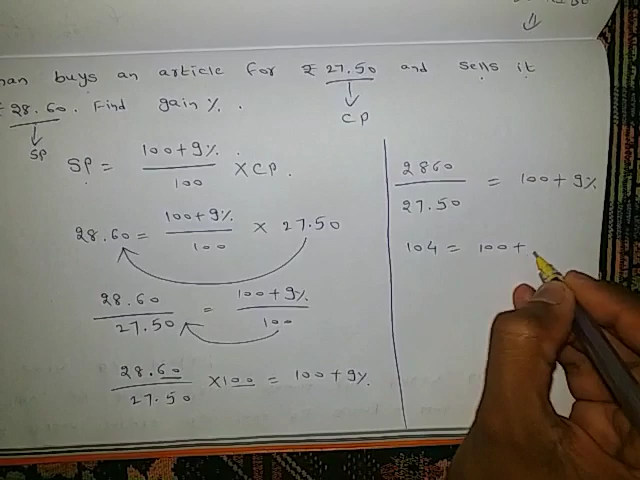 buys an article for ₹ 27.50 and sells it
₹ 28.60. Find gain %.
CP
SP
SP = 100+g% / 100 × CP.
28.60 = 100+g% / 100 × 27.50
28.60 / 27.50 = 100+g% / 100
28.60 / 27.50 × 100 = 100+g%.
2860 / 27.50 = 100+g%
104 = 100+